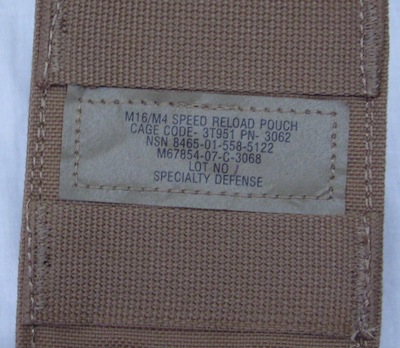 M16/M4 SPEED RELOAD POUCH
CAGE CODE- 3T951 PN- 3062
NSN 8465-01-558-5122
M67854-07-C-3068
LOT NO /
SPECIALTY DEFENSE